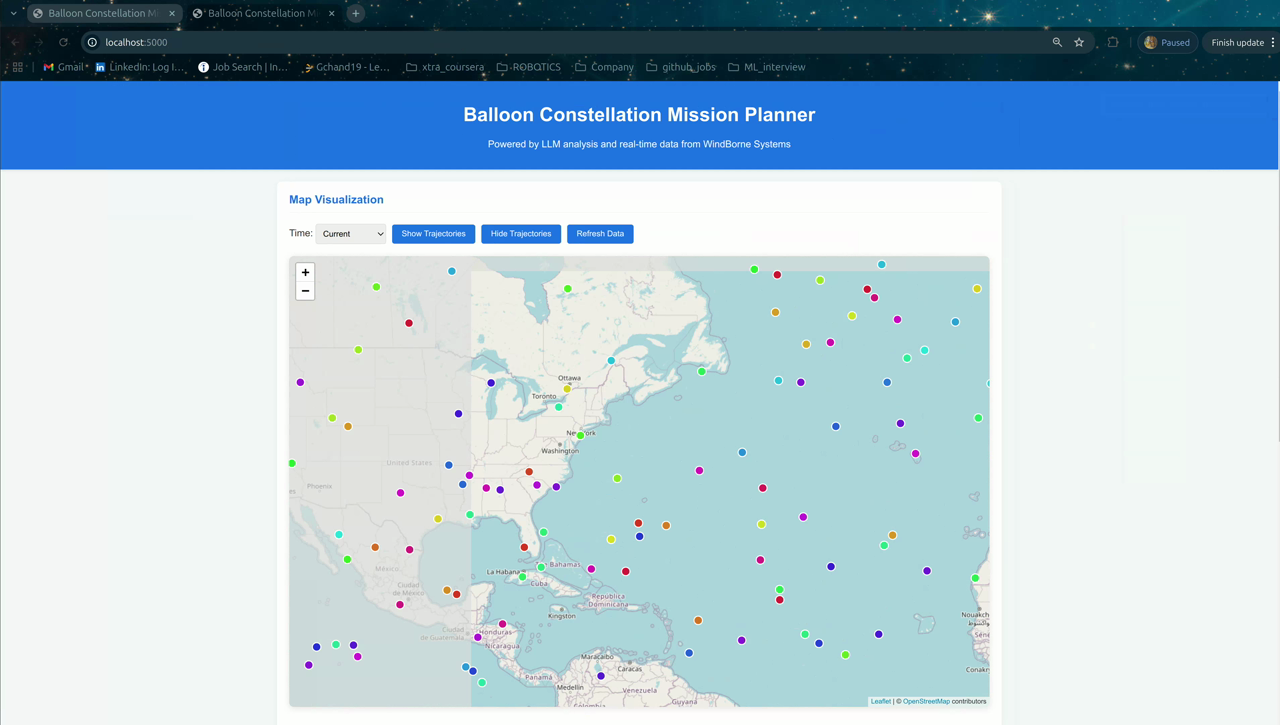 Balloon Constellation Mi
Balloon Constellation M
localhost:5000
Paused
Finish update
Gmail
LinkedIn: Log I...
Job Search | In...
Gchand19 - Le...
xtra_coursera
ROBOTICS
Company
github_jobs
ML_interview
Balloon Constellation Mission Planner
Powered by LLM analysis and real-time data from WindBorne Systems
Map Visualization
Time:
Current
Show Trajectories
Hide Trajectories
Refresh Data
+
−
Ottawa
Toronto
New York
Washington
United States
Phoenix
México
Ciudad
de México
La Habana
Cuba
Bahamas
Republica
Dominicana
Kingston
Ciudad
de Guatemala
Honduras
Nicaragua
Panamá
Maracaibo
Caracas
Medellín
Venezuela
Colombia
Guyana
Nouakch
Séné
Conakr
Leaflet | © OpenStreetMap contributors